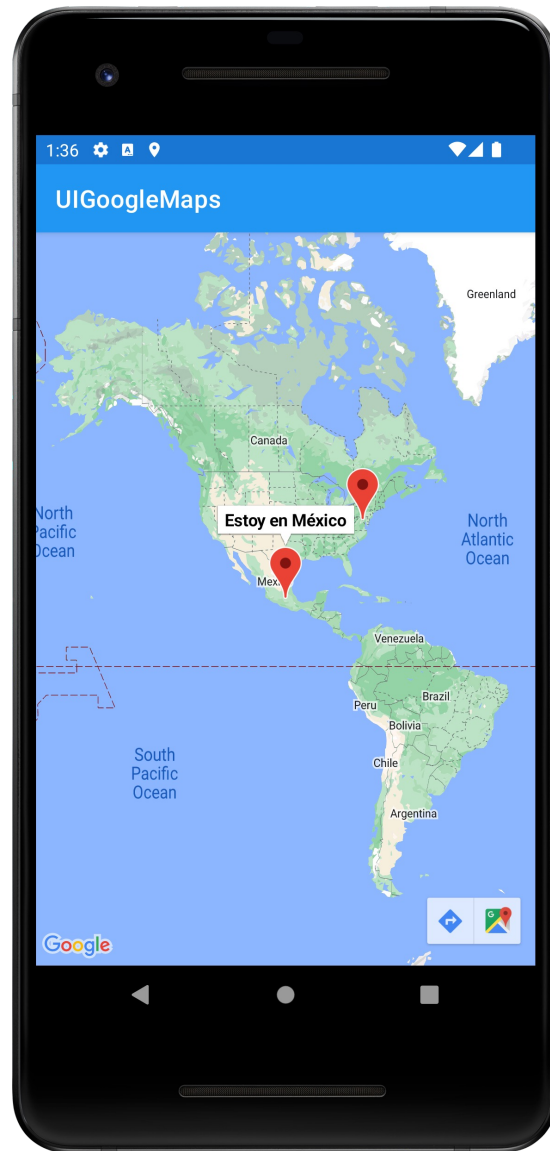 1:36
UIGoogleMaps
Greenland
Canada
North
Pacific
Ocean
Estoy en México
North
Atlantic
Ocean
Mex
Venezuela
Peru
Brazil
Bolivia
South
Pacific
Ocean
Chile
Argentina
Google